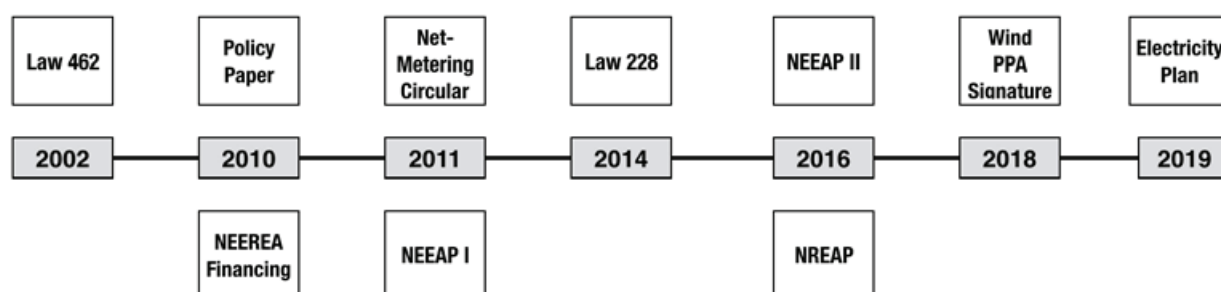 Law 462
Policy
Paper
Net-
Metering
Circular
Law 228
NEEAP II
Wind
PPA
Signature
Electricity
Plan
2002
2010
2011
2014
2016
2018
2019
NEEREA
Financing
NEEAP I
NREAP